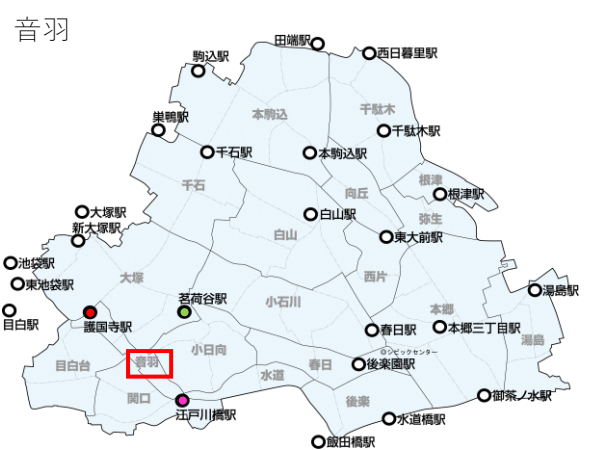 音羽
田端駅
西日暮里駅
駒込駅
本駒込
千駄木
巣鴨駅
千駄木駅
千石駅
本駒込駅
千石
根津
向丘
根津駅
大塚駅
白山駅
弥生
新大塚駅
白山
東大前駅
池袋駅
大塚
西片
東池袋駅
湯島駅
茗荷谷駅
小石川
本郷
目白駅
護国寺駅
春日駅
本郷三丁目駅
湯島
小日向
◎シビックセンター
目白台
音羽
春日
後楽園駅
水道
関口
後楽
御茶ノ水駅
江戸川橋駅
水道橋駅
飯田橋駅